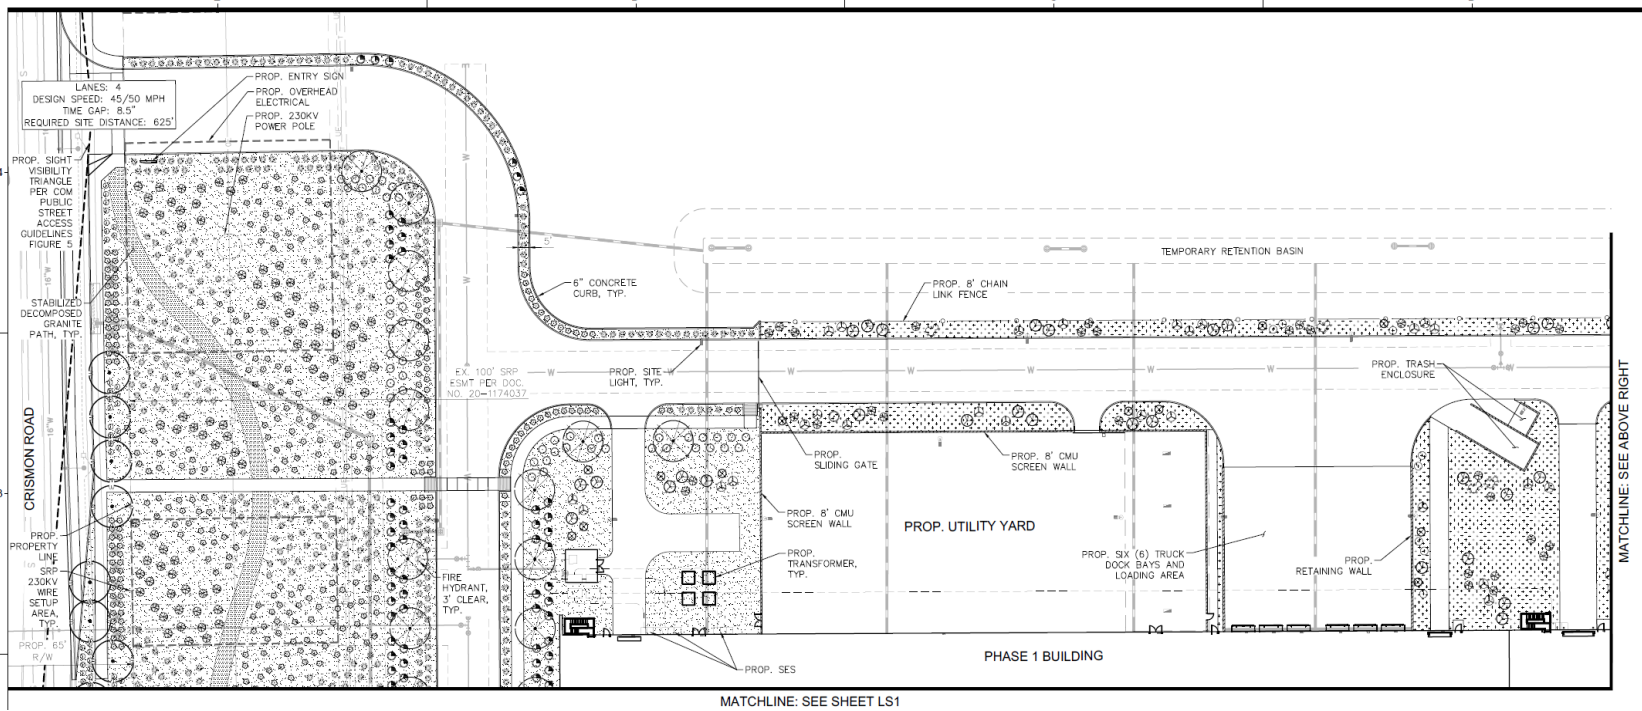 PROP. ENTRY SIGN
PROP. OVERHEAD
ELECTRICAL
PROP. 230KV
POWER POLE
LANES: 4
DESIGN SPEED: 45/50 MPH
TIME GAP: 8.5"
REQUIRED SITE DISTANCE: 625'
PROP. SIGHT
VISIBILITY
TRIANGLE
PER COM
PUBLIC
STREET
ACCESS
GUIDELINES
FIGURE 5
16"W
STABILIZED
DECOMPOSED
GRANITE
PATH, TYP.
5'
6" CONCRETE
CURB, TYP.
TEMPORARY RETENTION BASIN
PROP. 8' CHAIN
LINK FENCE
EX. 100' SRP
ESMT PER DOC.
NO. 20-1174037
PROP. SITE
LIGHT, TYP.
W
W
W
W
W
W
W
W
PROP. TRASH
ENCLOSURE
CRISMON ROAD
16"W
PROP.
SLIDING GATE
PROP. 8' CMU
SCREEN WALL
PROP. 8' CMU
SCREEN WALL
PROP. UTILITY YARD
PROP.
PROPERTY
LINE
SRP
230KV
WIRE
SETUP
AREA,
TYP.
PROP. 65'
R/W
FIRE
HYDRANT,
3' CLEAR,
TYP.
PROP.
TRANSFORMER,
TYP.
PROP. SIX (6) TRUCK
DOCK BAYS AND
LOADING AREA
PROP.
RETAINING WALL
PROP. SES
PHASE 1 BUILDING
MATCHLINE: SEE ABOVE RIGHT
MATCHLINE: SEE SHEET LS1